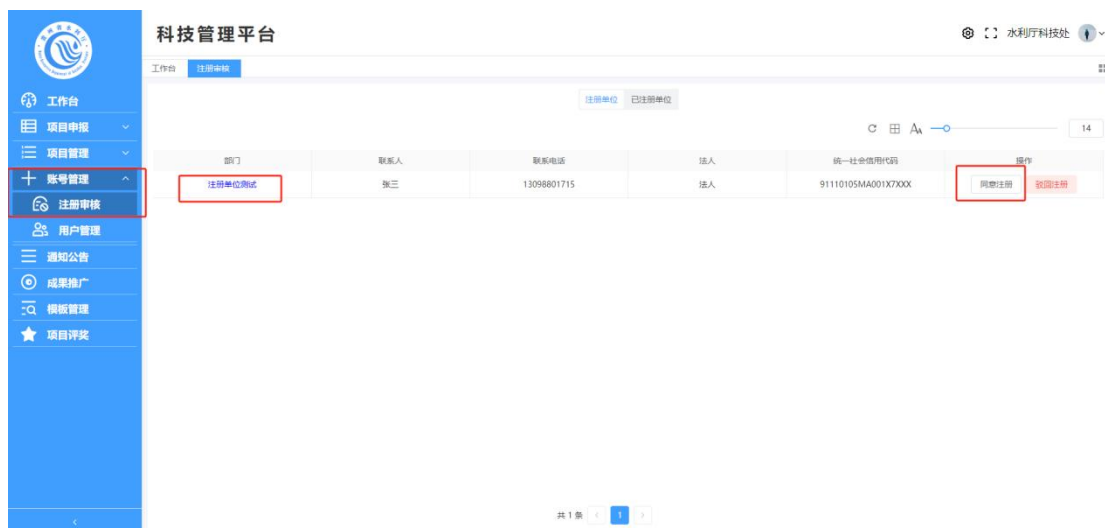 科技管理平台
水利厅科技处
工作台 注册审核
工作台
项目申报
项目管理
账号管理
注册审核
用户管理
通知公告
成果推广
模板管理
项目评奖
注册单位 已注册单位
14
部门 联系人 联系电话 法人 统一社会信用代码 操作
注册单位测试 张三 13098801715 法人 91110105MA001X7XXX 同意注册 驳回注册
共1条 1